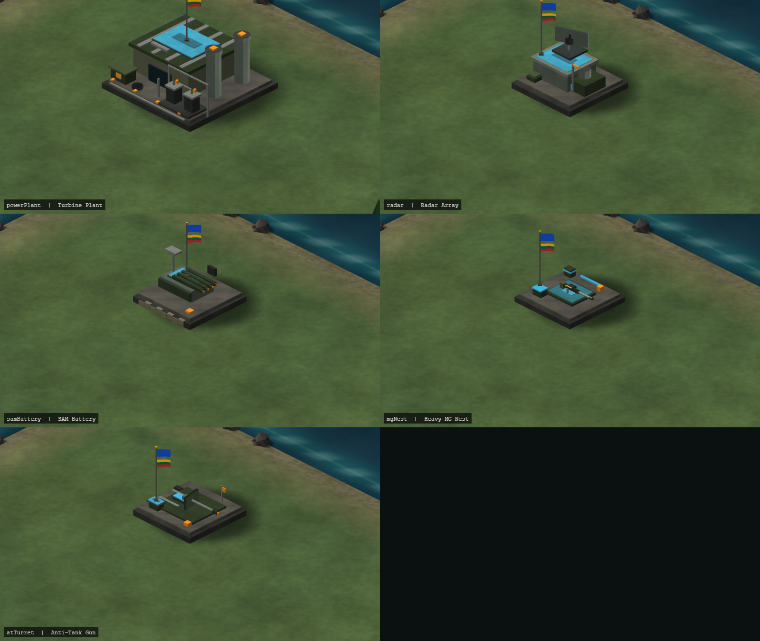 powerPlant | Turbine Plant
radar | Radar Array
samBattery | SAM Battery
mgNest | Heavy MG Nest
atTurret | Anti-Tank Gun